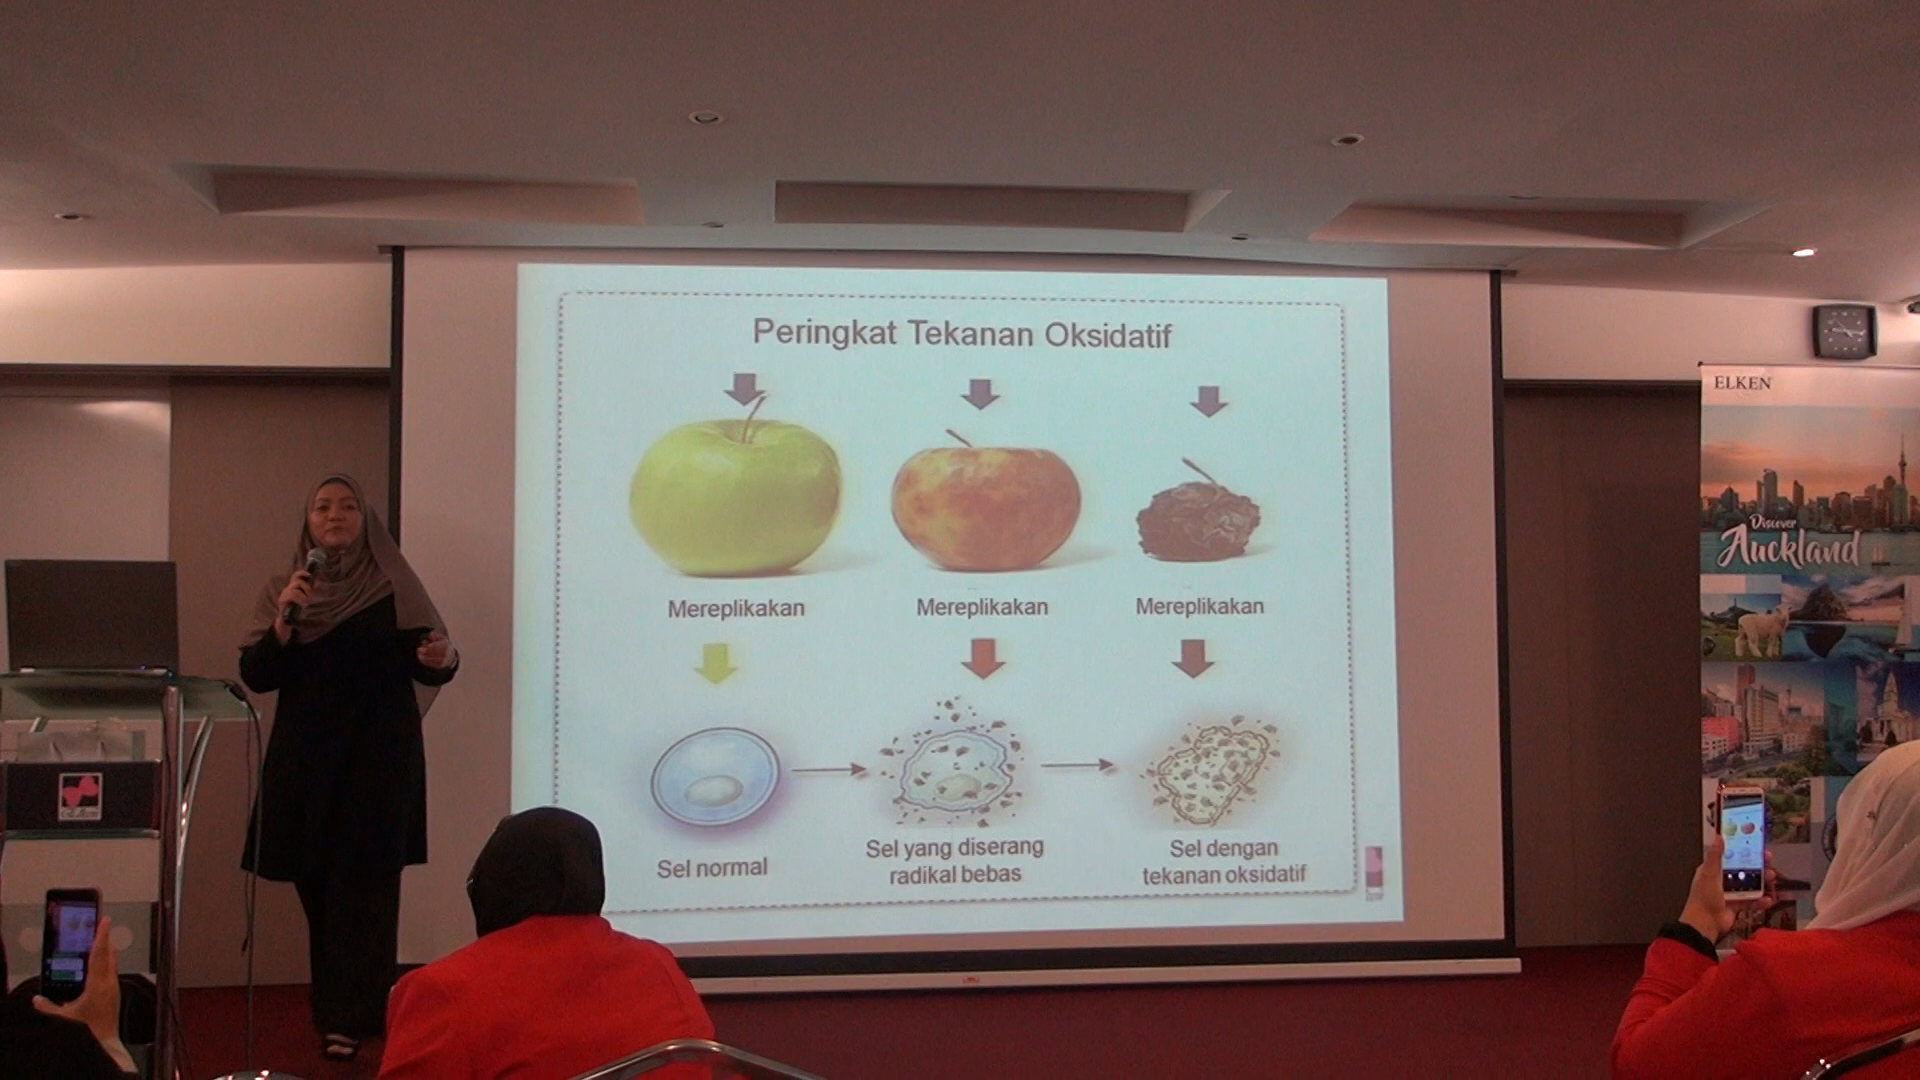 Peringkat Tekanan Oksidatif
Mereplikakan
Mereplikakan
Mereplikakan
Sel normal
Sel yang diserang
radikal bebas
Sel dengan
tekanan oksidatif
ELKEN
Discover
Auckland